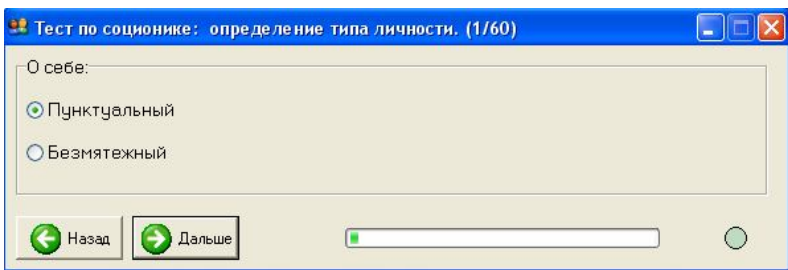 Тест по соционике: определение типа личности. (1/60)
О себе:
Пунктуальный
Безмятежный
Назад Дальше